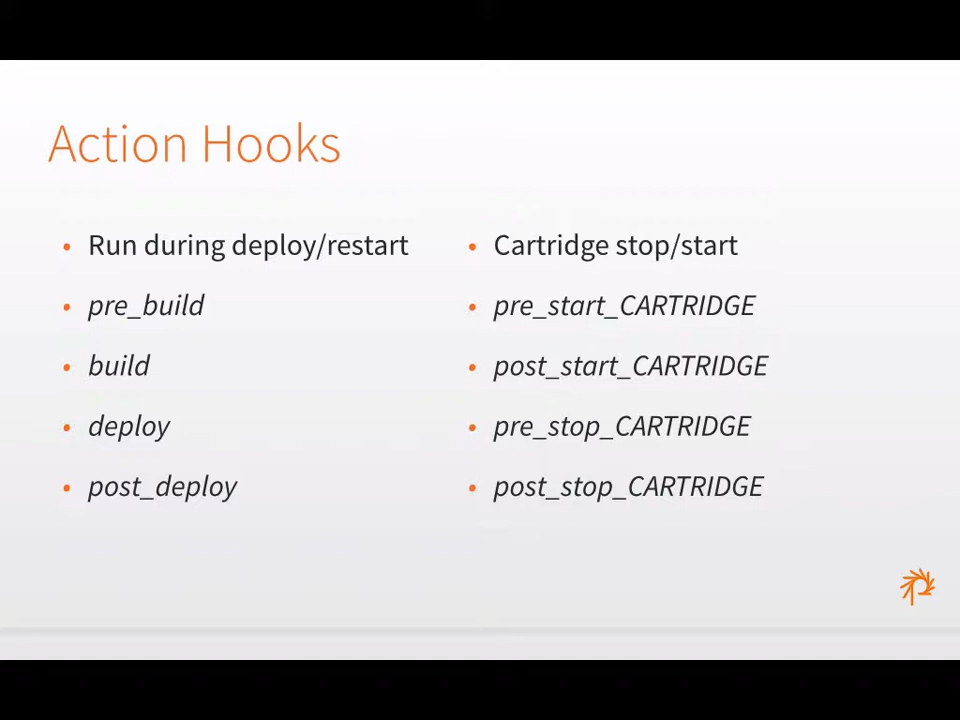 Action Hooks
• Run during deploy/restart
• pre_build
• build
• deploy
• post_deploy
• Cartridge stop/start
• pre_start_CARTRIDGE
• post_start_CARTRIDGE
• pre_stop_CARTRIDGE
• post_stop_CARTRIDGE